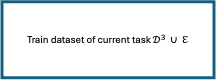 Train dataset of current task 𝒟³ ∪ ℰ